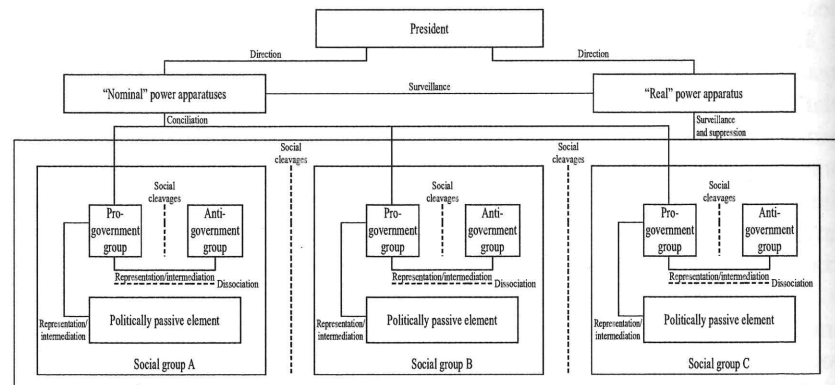 President
Direction
Direction
“Nominal” power apparatuses
Surveillance
“Real” power apparatus
Conciliation
Surveillance
and suppression
Social
cleavages
Social
cleavages
Social
cleavages
Pro-
government
group
Anti-
government
group
Representation/intermediation
Dissociation
Representation/
intermediation
Politically passive element
Social group A
Social
cleavages
Pro-
government
group
Anti-
government
group
Representation/intermediation
Dissociation
Representation/
intermediation
Politically passive element
Social group B
Social
cleavages
Pro-
government
group
Anti-
government
group
Representation/intermediation
Dissociation
Representation/
intermediation
Politically passive element
Social group C